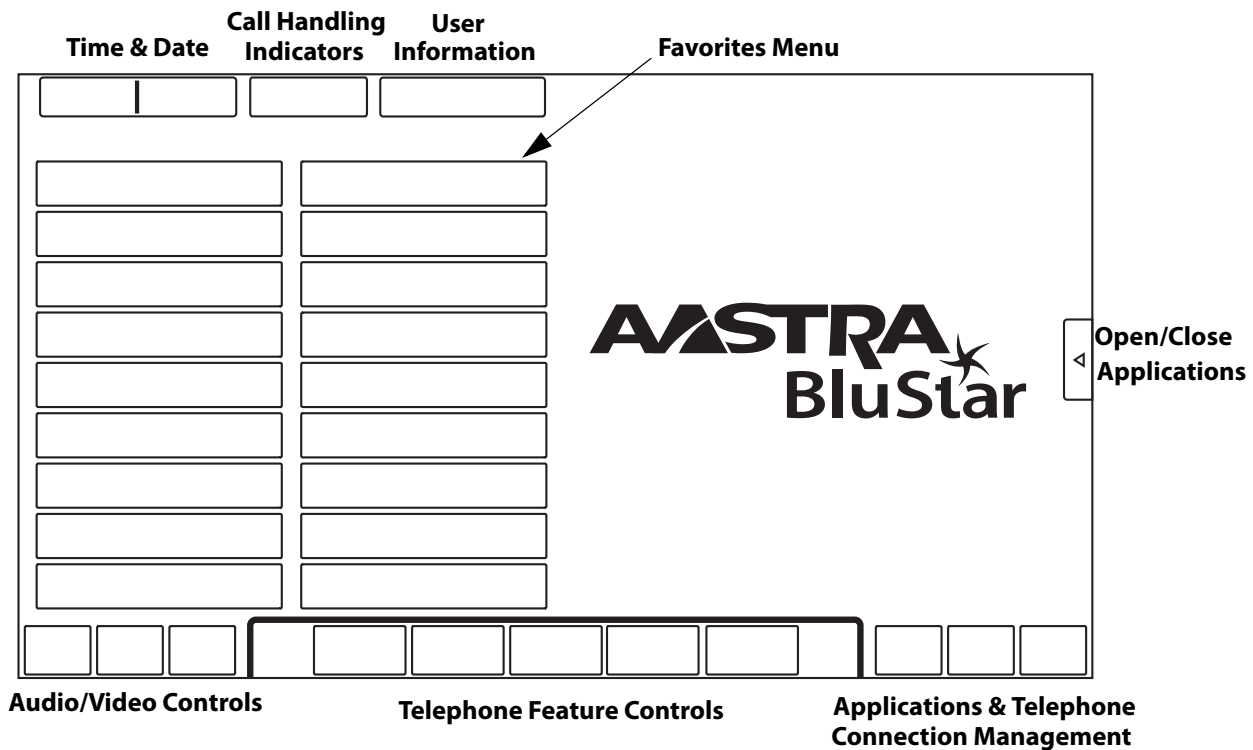 Time & Date
Call Handling
Indicators
User
Information
Favorites Menu
AASTRA
BluStar
Open/Close
Applications
Audio/Video Controls
Telephone Feature Controls
Applications & Telephone
Connection Management